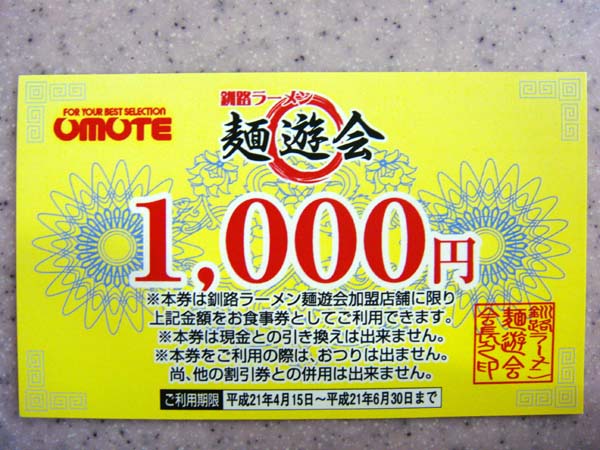 FOR YOUR BEST SELECTION
OMOTE
釧路ラーメン
麺遊会
1,000円
※本券は釧路ラーメン麺遊会加盟店舗に限り
上記金額をお食事券としてご利用できます。
※本券は現金との引き換えは出来ません。
※本券をご利用の際は、おつりは出ません。
尚、他の割引券との併用は出来ません。
ご利用期限 平成21年4月15日～平成21年6月30日まで
釧路ラーメン
麺遊会
会長之印